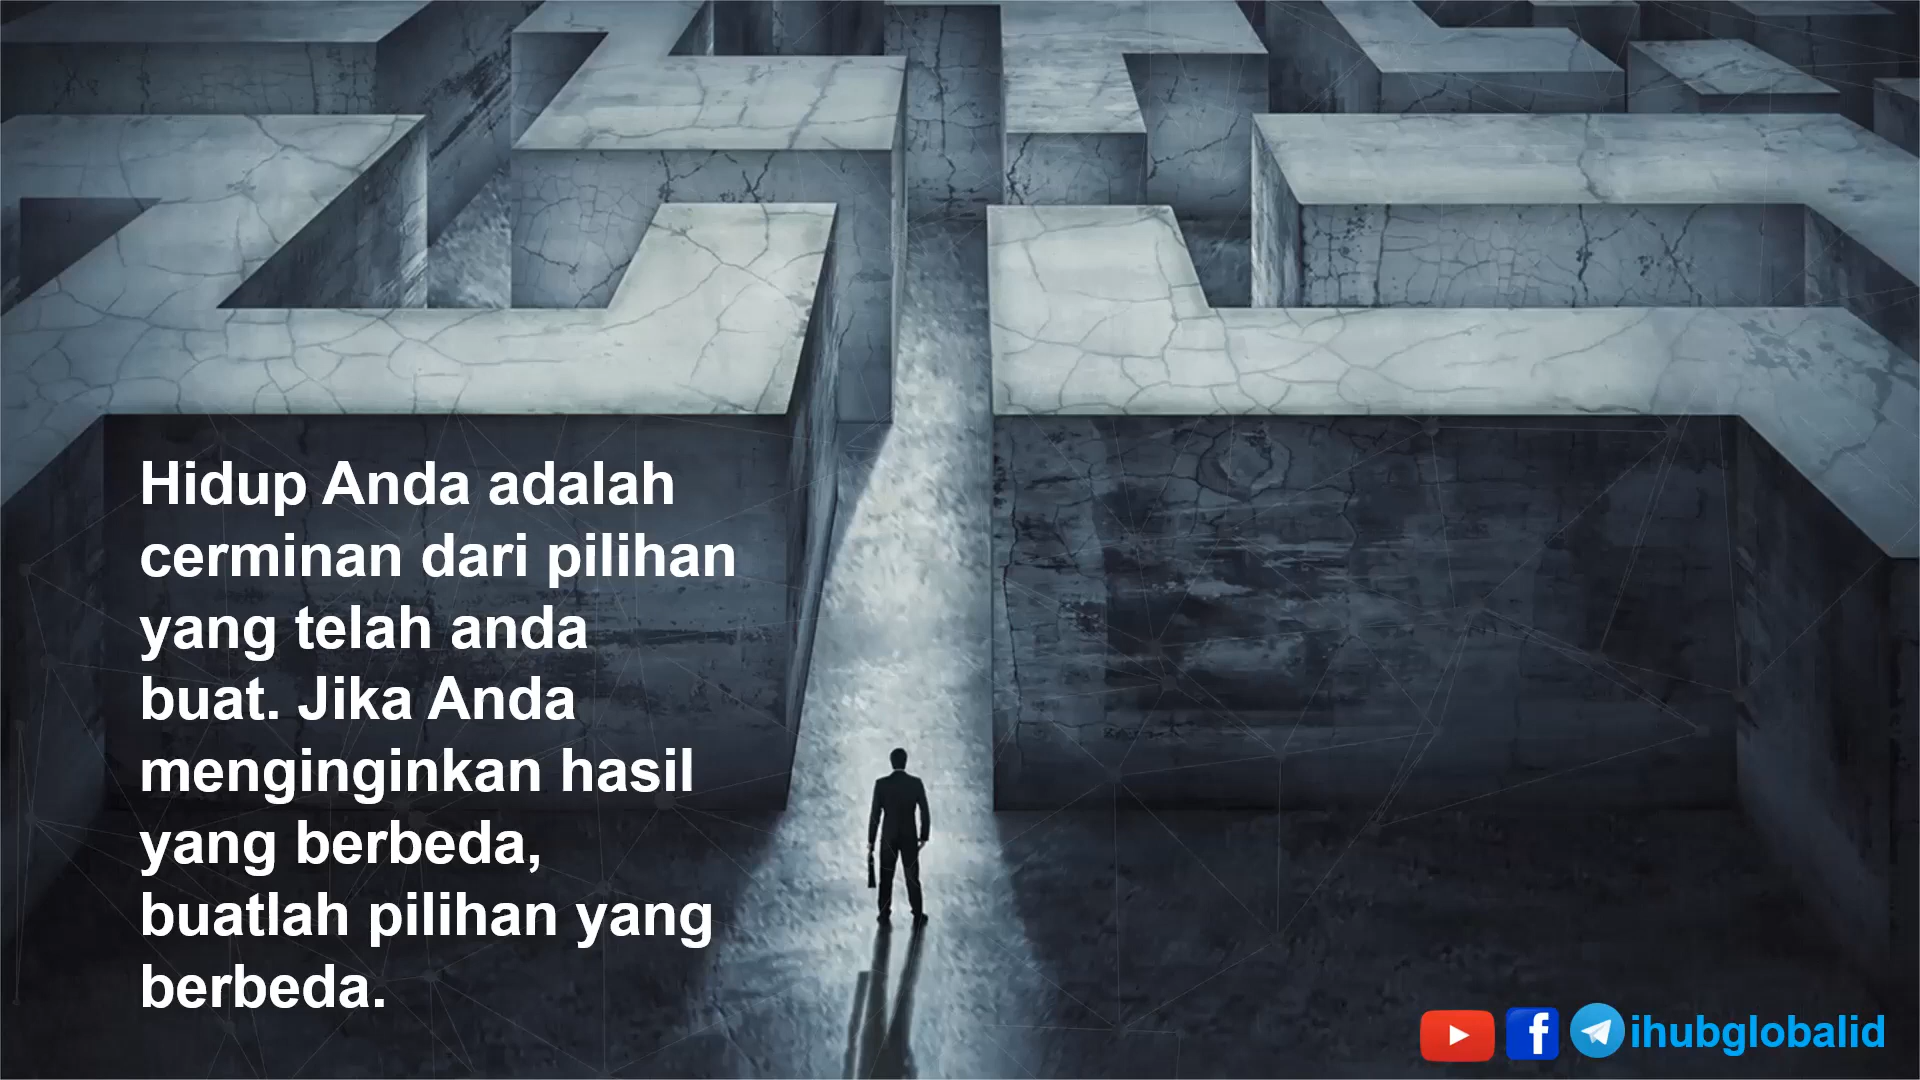 Hidup Anda adalah
cerminan dari pilihan
yang telah anda
buat. Jika Anda
menginginkan hasil
yang berbeda,
buatlah pilihan yang
berbeda.
ihubglobalid